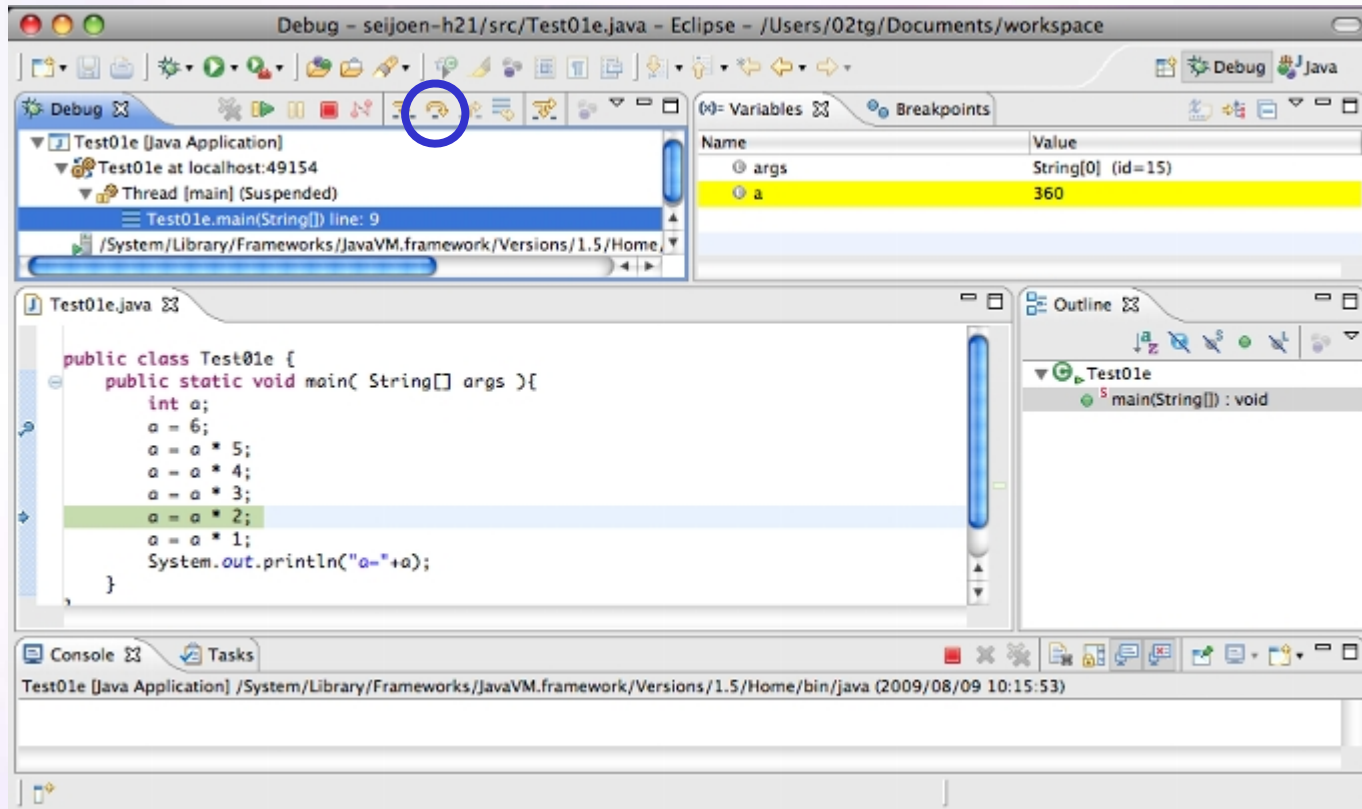 Debug – seijoen-h21/src/Test01e.java – Eclipse – /Users/02tg/Documents/workspace
Debug Java
Debug
Test01e [Java Application]
Test01e at localhost:49154
Thread [main] (Suspended)
Test01e.main(String[]) line: 9
/System/Library/Frameworks/JavaVM.framework/Versions/1.5/Home/
(x)= Variables Breakpoints
Name Value
args String[0] (id=15)
a 360
Test01e.java
public class Test01e {
public static void main( String[] args ){
int a;
a = 6;
a = a * 5;
a = a * 4;
a = a * 3;
a = a * 2;
a = a * 1;
System.out.println("a="+a);
}
}
Outline
Test01e
main(String[]) : void
Console Tasks
Test01e [Java Application] /System/Library/Frameworks/JavaVM.framework/Versions/1.5/Home/bin/java (2009/08/09 10:15:53)